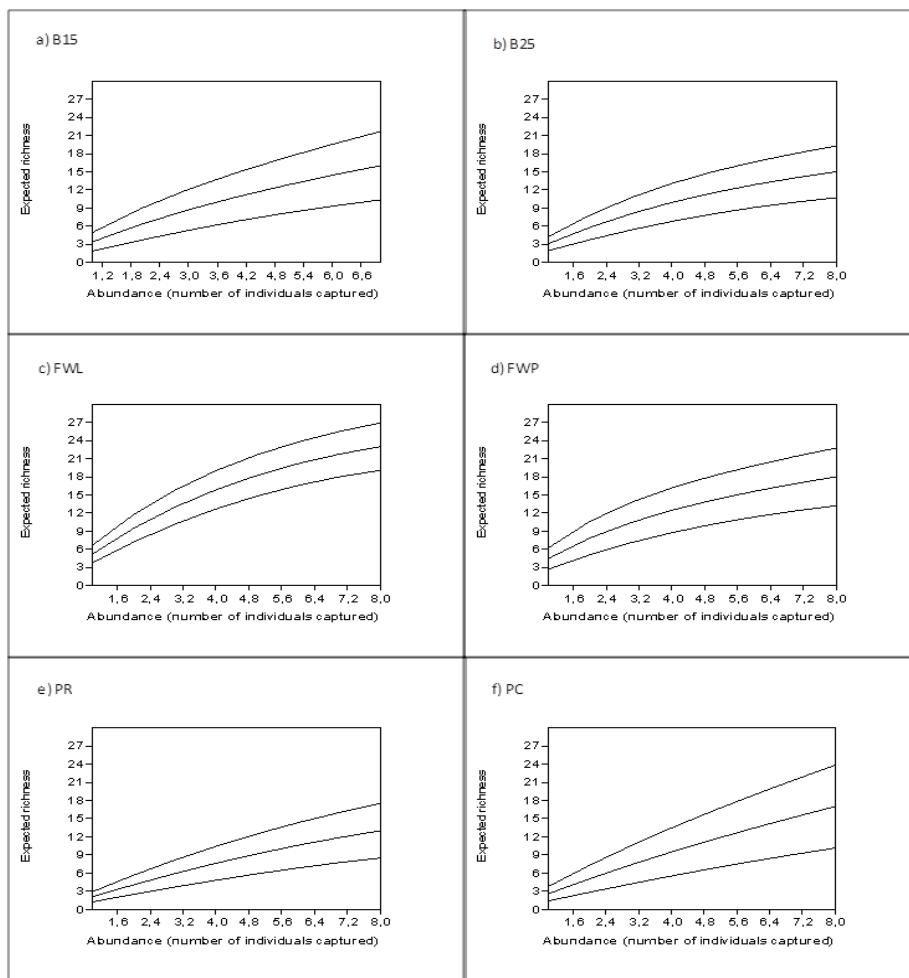 a) B15
27
24
21
18
15
12
9
6
3
0
Expected richness
1,2 1,8 2,4 3,0 3,6 4,2 4,8 5,4 6,0 6,6
Abundance (number of individuals captured)
b) B25
27
24
21
18
15
12
9
6
3
0
Expected richness
1,6 2,4 3,2 4,0 4,8 5,6 6,4 7,2 8,0
Abundance (number of individuals captured)
c) FWL
27
24
21
18
15
12
9
6
3
0
Expected richness
1,6 2,4 3,2 4,0 4,8 5,6 6,4 7,2 8,0
Abundance (number of individuals captured)
d) FWP
27
24
21
18
15
12
9
6
3
0
Expected richness
1,6 2,4 3,2 4,0 4,8 5,6 6,4 7,2 8,0
Abundance (number of individuals captured)
e) PR
27
24
21
18
15
12
9
6
3
0
Expected richness
1,6 2,4 3,2 4,0 4,8 5,6 6,4 7,2 8,0
Abundance (number of individuals captured)
f) PC
27
24
21
18
15
12
9
6
3
0
Expected richness
1,6 2,4 3,2 4,0 4,8 5,6 6,4 7,2 8,0
Abundance (number of individuals captured)